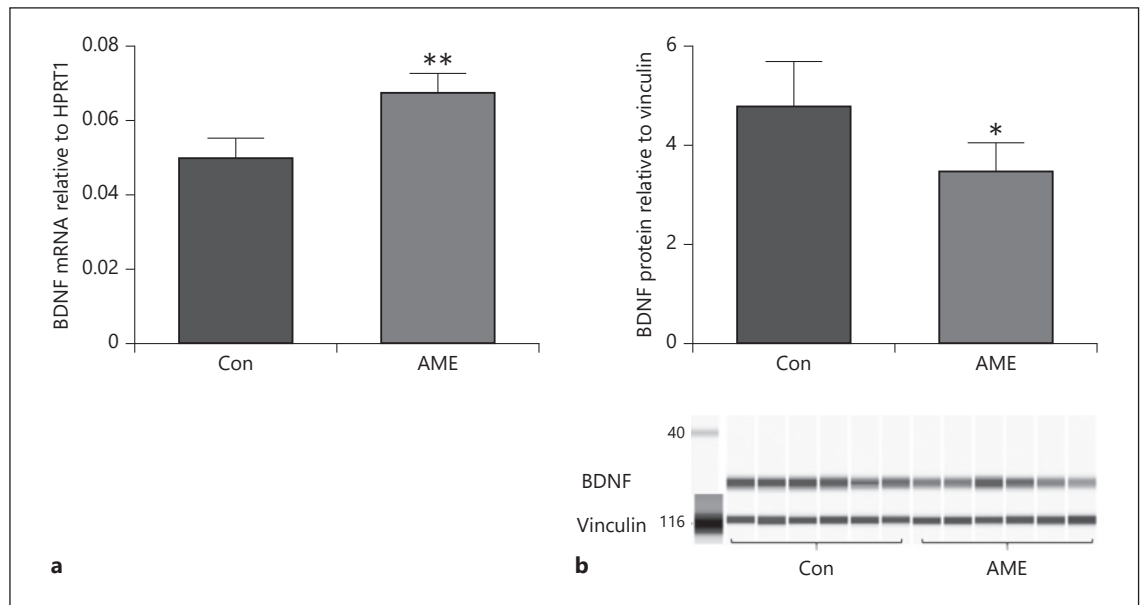 BDNF mRNA relative to HPRT1
0.08
0.06
0.04
0.02
0
**
Con
AME
a
BDNF protein relative to vinculin
6
4
2
0
*
Con
AME
40
BDNF
Vinculin
116
Con
AME
b